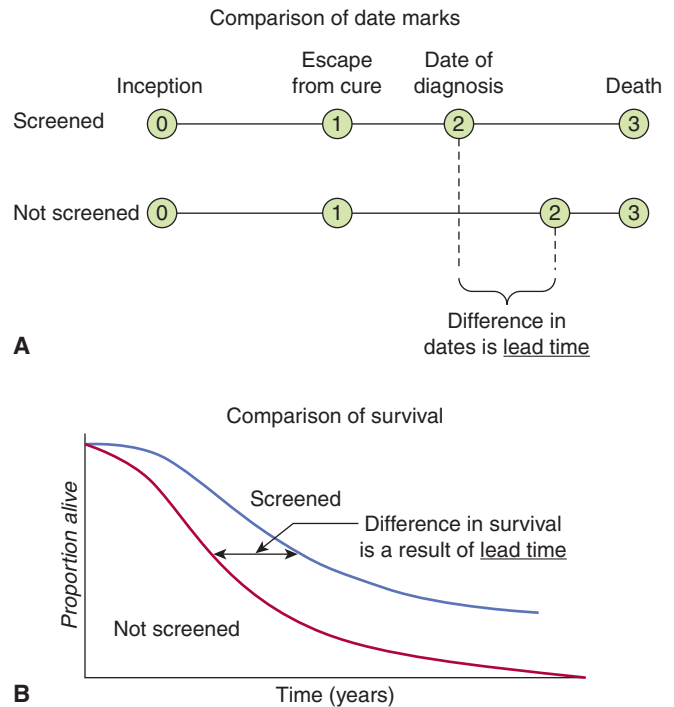 Comparison of date marks
Inception
Escape
from cure
Date of
diagnosis
Death
Screened
0
1
2
3
Not screened
0
1
2
3
Difference in
dates is lead time
A
Comparison of survival
Proportion alive
Screened
Difference in survival
is a result of lead time
Not screened
B
Time (years)